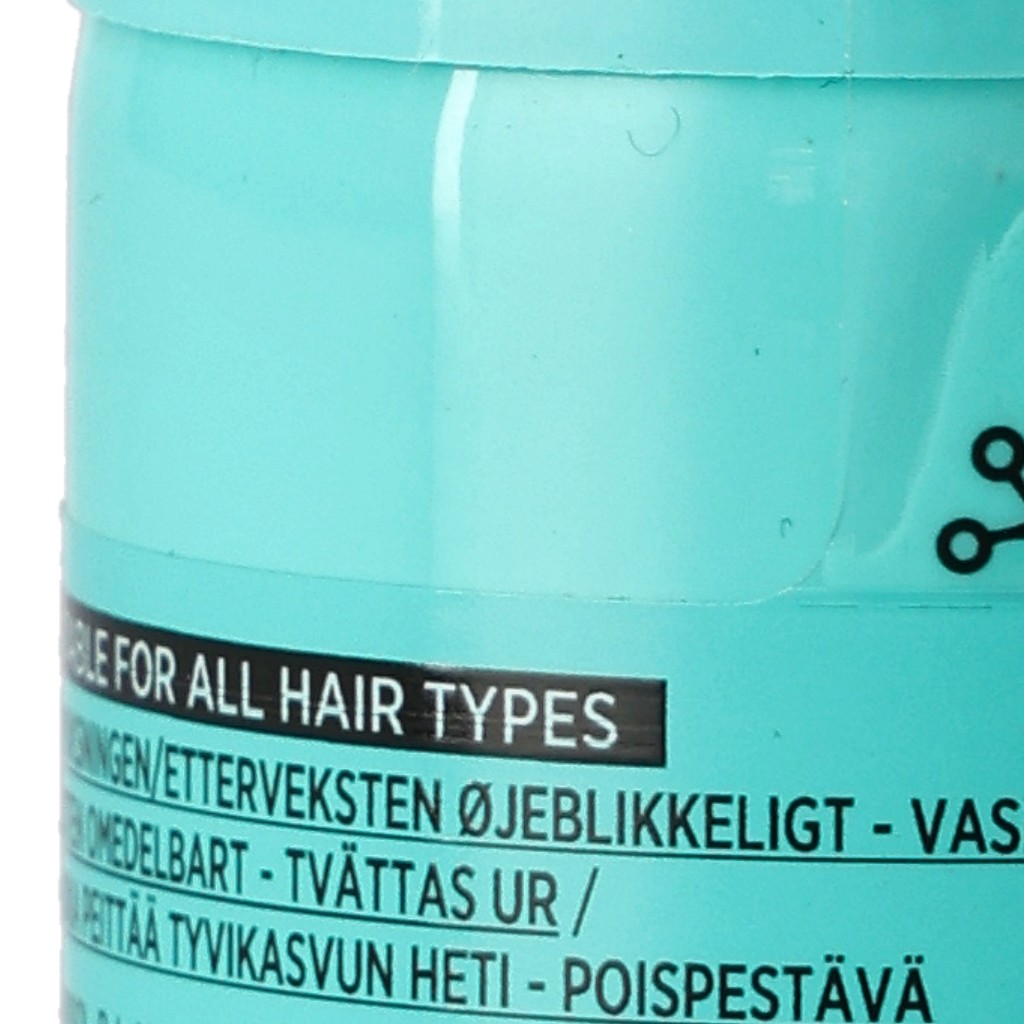 FOR ALL HAIR TYPES
ETTERVEKSTEN ØJEBLIKKELIGT - VAS
OMEDELBART - TVÄTTAS UR /
PEITTÄÄ TYVIKASVUN HETI - POISPESTÄVÄ